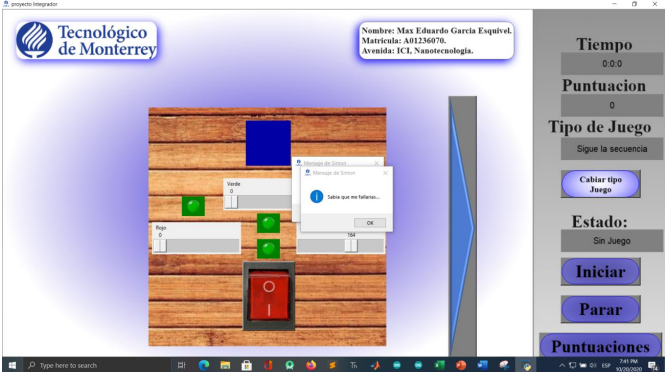 proyecto Integrador
Tecnológico
de Monterrey
Nombre: Max Eduardo Garcia Esquivel.
Matricula: A01236070.
Avenida: ICI, Nanotecnologia.
Tiempo
0:0:0
Puntuacion
0
Tipo de Juego
Sigue la secuencia
Cabiar tipo
Juego
Estado:
Sin Juego
Iniciar
Parar
Puntuaciones
Mensage de Simon
Mensage de Simon
Sabia que me fallarias...
OK
Verde
0
Rojo
0
164
Type here to search
ESP
7:41 PM
10/20/2020